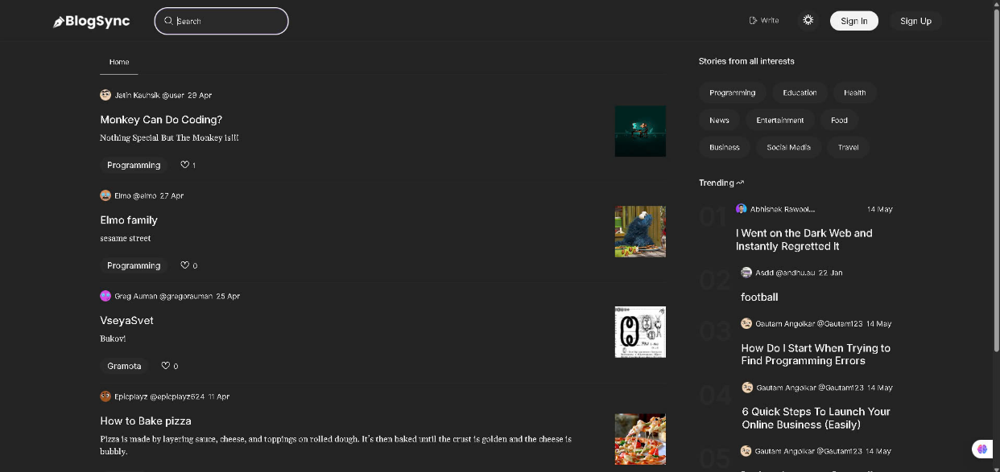 BlogSync
Search
Write
Sign In
Sign Up
Home
Jatin Kauhsik @user 29 Apr
Monkey Can Do Coding?
Nothing Special But The Monkey is!!!
Programming
1
Elmo @elmo 27 Apr
Elmo family
sesame street
Programming
0
Greg Auman @gregorauman 25 Apr
VseyaSvet
Bukovi
Gramota
0
Epicplayz @epicplayz624 11 Apr
How to Bake pizza
Pizza is made by layering sauce, cheese, and toppings on rolled dough. It's then baked until the crust is golden and the cheese is
bubbly.
Stories from all interests
Programming
Education
Health
News
Entertainment
Food
Business
Social Media
Travel
Trending
01
Abhishek Rawool... 14 May
I Went on the Dark Web and
Instantly Regretted It
02
Asdd @andhu.au 22 Jan
football
03
Gautam Angolkar @Gautam123 14 May
How Do I Start When Trying to
Find Programming Errors
04
Gautam Angolkar @Gautam123 14 May
6 Quick Steps To Launch Your
Online Business (Easily)
05
Gautam Angolkar @Gautam123 14 May